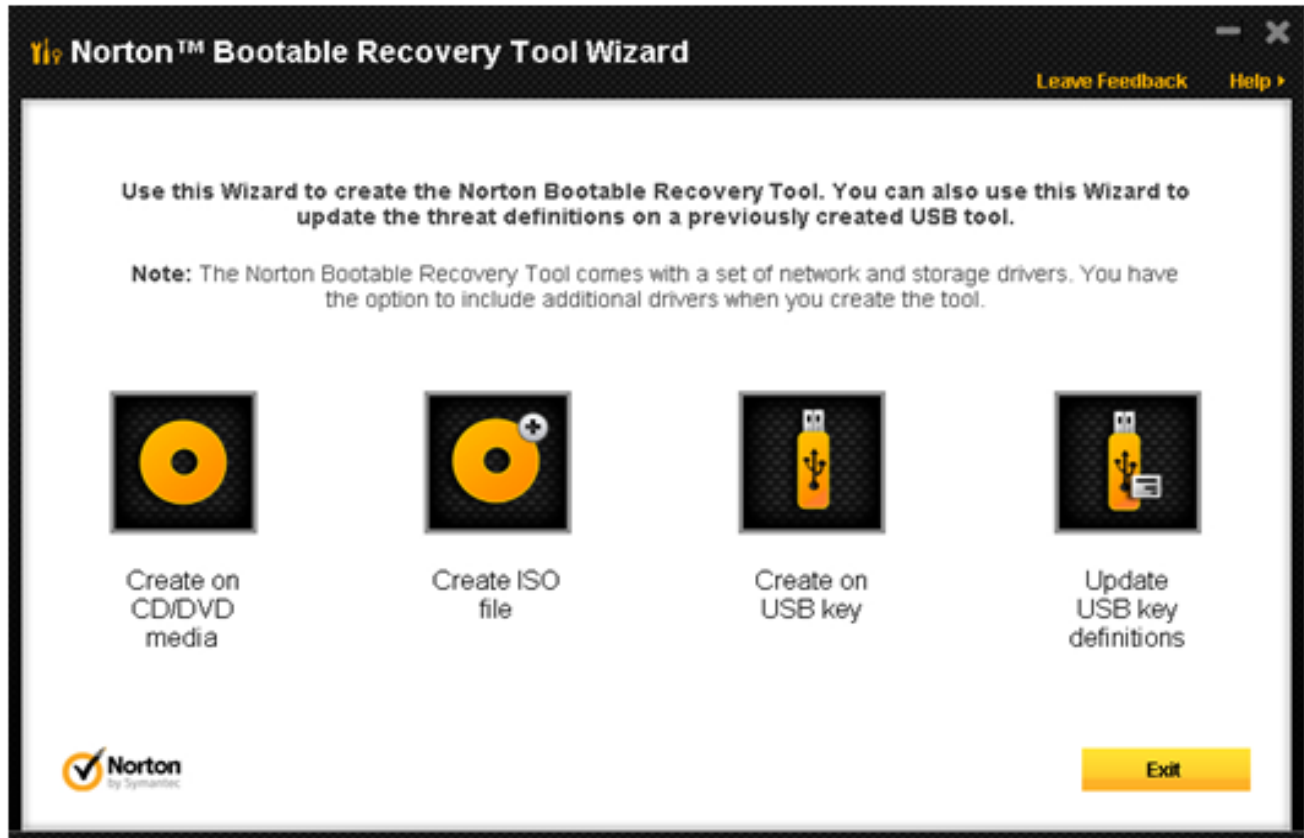 Norton™ Bootable Recovery Tool Wizard
Leave Feedback Help
Use this Wizard to create the Norton Bootable Recovery Tool. You can also use this Wizard to
update the threat definitions on a previously created USB tool.
Note: The Norton Bootable Recovery Tool comes with a set of network and storage drivers. You have
the option to include additional drivers when you create the tool.
Create on
CD/DVD
media
Create ISO
file
Create on
USB key
Update
USB key
definitions
Norton
by Symantec
Exit